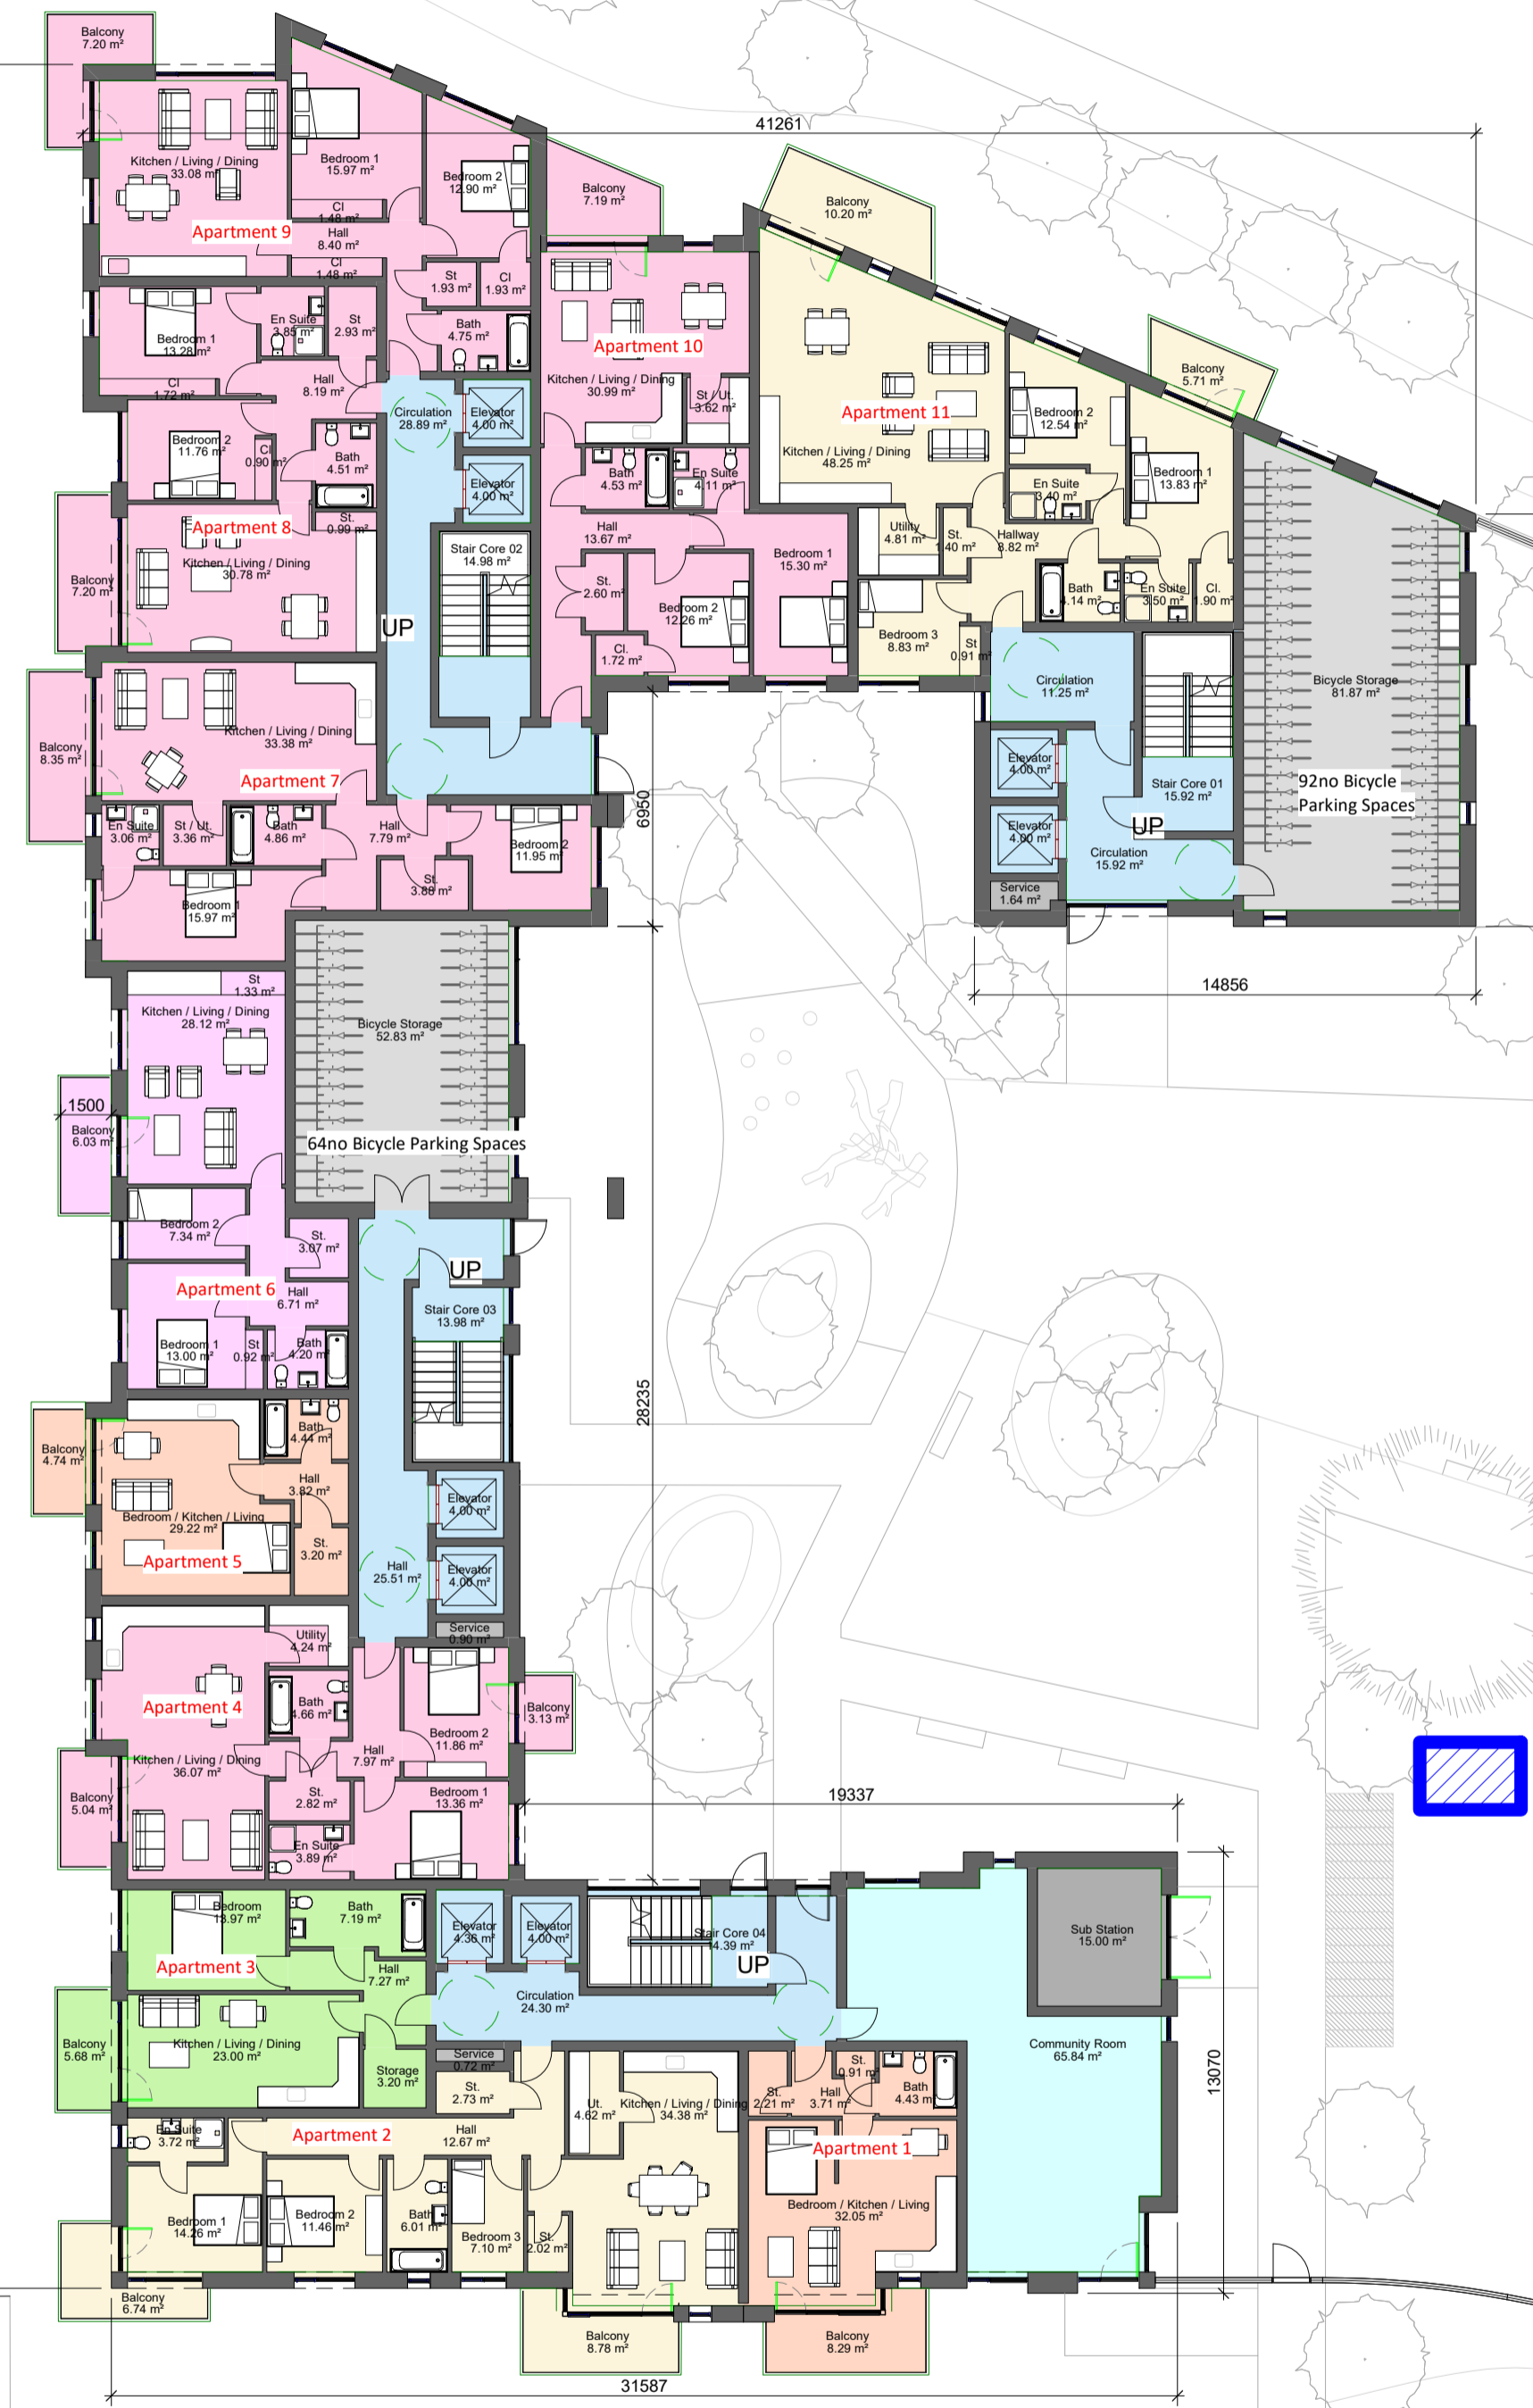 Balcony
7.20 m²
41261
Kitchen / Living / Dining
33.08 m²
Bedroom 1
15.97 m²
Bedroom 2
12.90 m²
Cl
1.48 m²
Hall
8.40 m²
Cl
1.48 m²
Apartment 9
St
1.93 m²
Cl
1.93 m²
Bath
4.75 m²
Balcony
7.19 m²
Balcony
10.20 m²
Balcony
5.71 m²
Bedroom 1
13.28 m²
En Suite
3.85 m²
St
2.93 m²
Cl
1.72 m²
Hall
8.19 m²
Bedroom 2
11.76 m²
Cl
0.90 m²
Bath
4.51 m²
Apartment 8
St.
0.99 m²
Kitchen / Living / Dining
30.78 m²
Balcony
7.20 m²
Circulation
28.89 m²
Elevator
4.00 m²
Elevator
4.00 m²
Stair Core 02
14.98 m²
UP
Apartment 10
Kitchen / Living / Dining
30.99 m²
St / Ut.
3.62 m²
Bath
4.53 m²
En Suite
4.11 m²
Hall
13.67 m²
Bedroom 1
15.30 m²
St.
2.60 m²
Bedroom 2
12.26 m²
Cl.
1.72 m²
Apartment 11
Kitchen / Living / Dining
48.25 m²
Bedroom 2
12.54 m²
Bedroom 1
13.83 m²
En Suite
3.40 m²
Utility
4.81 m²
St.
1.40 m²
Hallway
8.82 m²
Bath
4.14 m²
En Suite
3.50 m²
Cl.
1.90 m²
Bedroom 3
8.83 m²
St
0.91 m²
Circulation
11.25 m²
Bicycle Storage
81.87 m²
92no Bicycle
Parking Spaces
Elevator
4.00 m²
Elevator
4.00 m²
Stair Core 01
15.92 m²
UP
Circulation
15.92 m²
Service
1.64 m²
14856
6950
Balcony
8.35 m²
Kitchen / Living / Dining
33.38 m²
Apartment 7
En Suite
3.06 m²
St / Ut.
3.36 m²
Bath
4.86 m²
Hall
7.79 m²
Bedroom 2
11.95 m²
St.
3.88 m²
Bedroom 1
15.97 m²
St
1.33 m²
Kitchen / Living / Dining
28.12 m²
Bicycle Storage
52.83 m²
64no Bicycle Parking Spaces
1500
Balcony
6.03 m²
Bedroom 2
7.34 m²
St.
3.07 m²
Apartment 6
Hall
6.71 m²
Bedroom 1
13.00 m²
St
0.92 m²
Bath
4.20 m²
UP
Stair Core 03
13.98 m²
28235
Balcony
4.74 m²
Bath
4.44 m²
Hall
3.82 m²
Bedroom / Kitchen / Living
29.22 m²
St.
3.20 m²
Apartment 5
Elevator
4.00 m²
Elevator
4.00 m²
Hall
25.51 m²
Service
0.90 m²
Utility
4.24 m²
Apartment 4
Bath
4.66 m²
Bedroom 2
11.86 m²
Balcony
3.13 m²
Kitchen / Living / Dining
36.07 m²
Hall
7.97 m²
Balcony
5.04 m²
St.
2.82 m²
Bedroom 1
13.36 m²
En Suite
3.89 m²
19337
Bedroom
13.97 m²
Bath
7.19 m²
Apartment 3
Hall
7.27 m²
Elevator
4.36 m²
Elevator
4.00 m²
Stair Core 04
14.39 m²
UP
Circulation
24.30 m²
Sub Station
15.00 m²
Balcony
5.68 m²
Kitchen / Living / Dining
23.00 m²
Storage
3.20 m²
Service
0.72 m²
Community Room
65.84 m²
13070
St.
2.73 m²
Ut.
4.62 m²
Kitchen / Living / Dining
34.38 m²
St.
2.21 m²
Hall
3.71 m²
St.
0.91 m²
Bath
4.43 m²
En Suite
3.72 m²
Apartment 2
Hall
12.67 m²
Apartment 1
Bedroom 1
14.26 m²
Bedroom 2
11.46 m²
Bath
6.01 m²
Bedroom 3
7.10 m²
St.
2.02 m²
Bedroom / Kitchen / Living
32.05 m²
Balcony
6.74 m²
Balcony
8.78 m²
Balcony
8.29 m²
31587